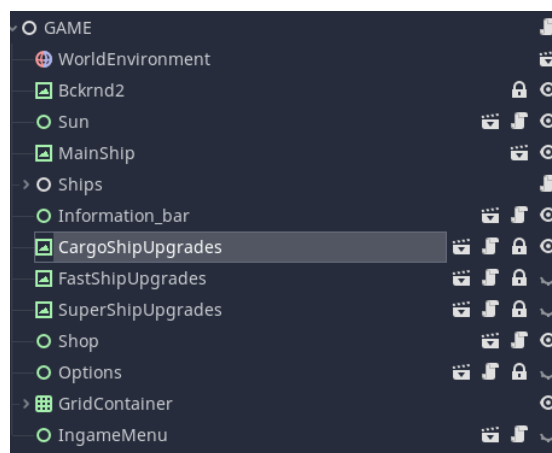 GAME
WorldEnvironment
Bckrnd2
Sun
MainShip
Ships
Information_bar
CargoShipUpgrades
FastShipUpgrades
SuperShipUpgrades
Shop
Options
GridContainer
IngameMenu